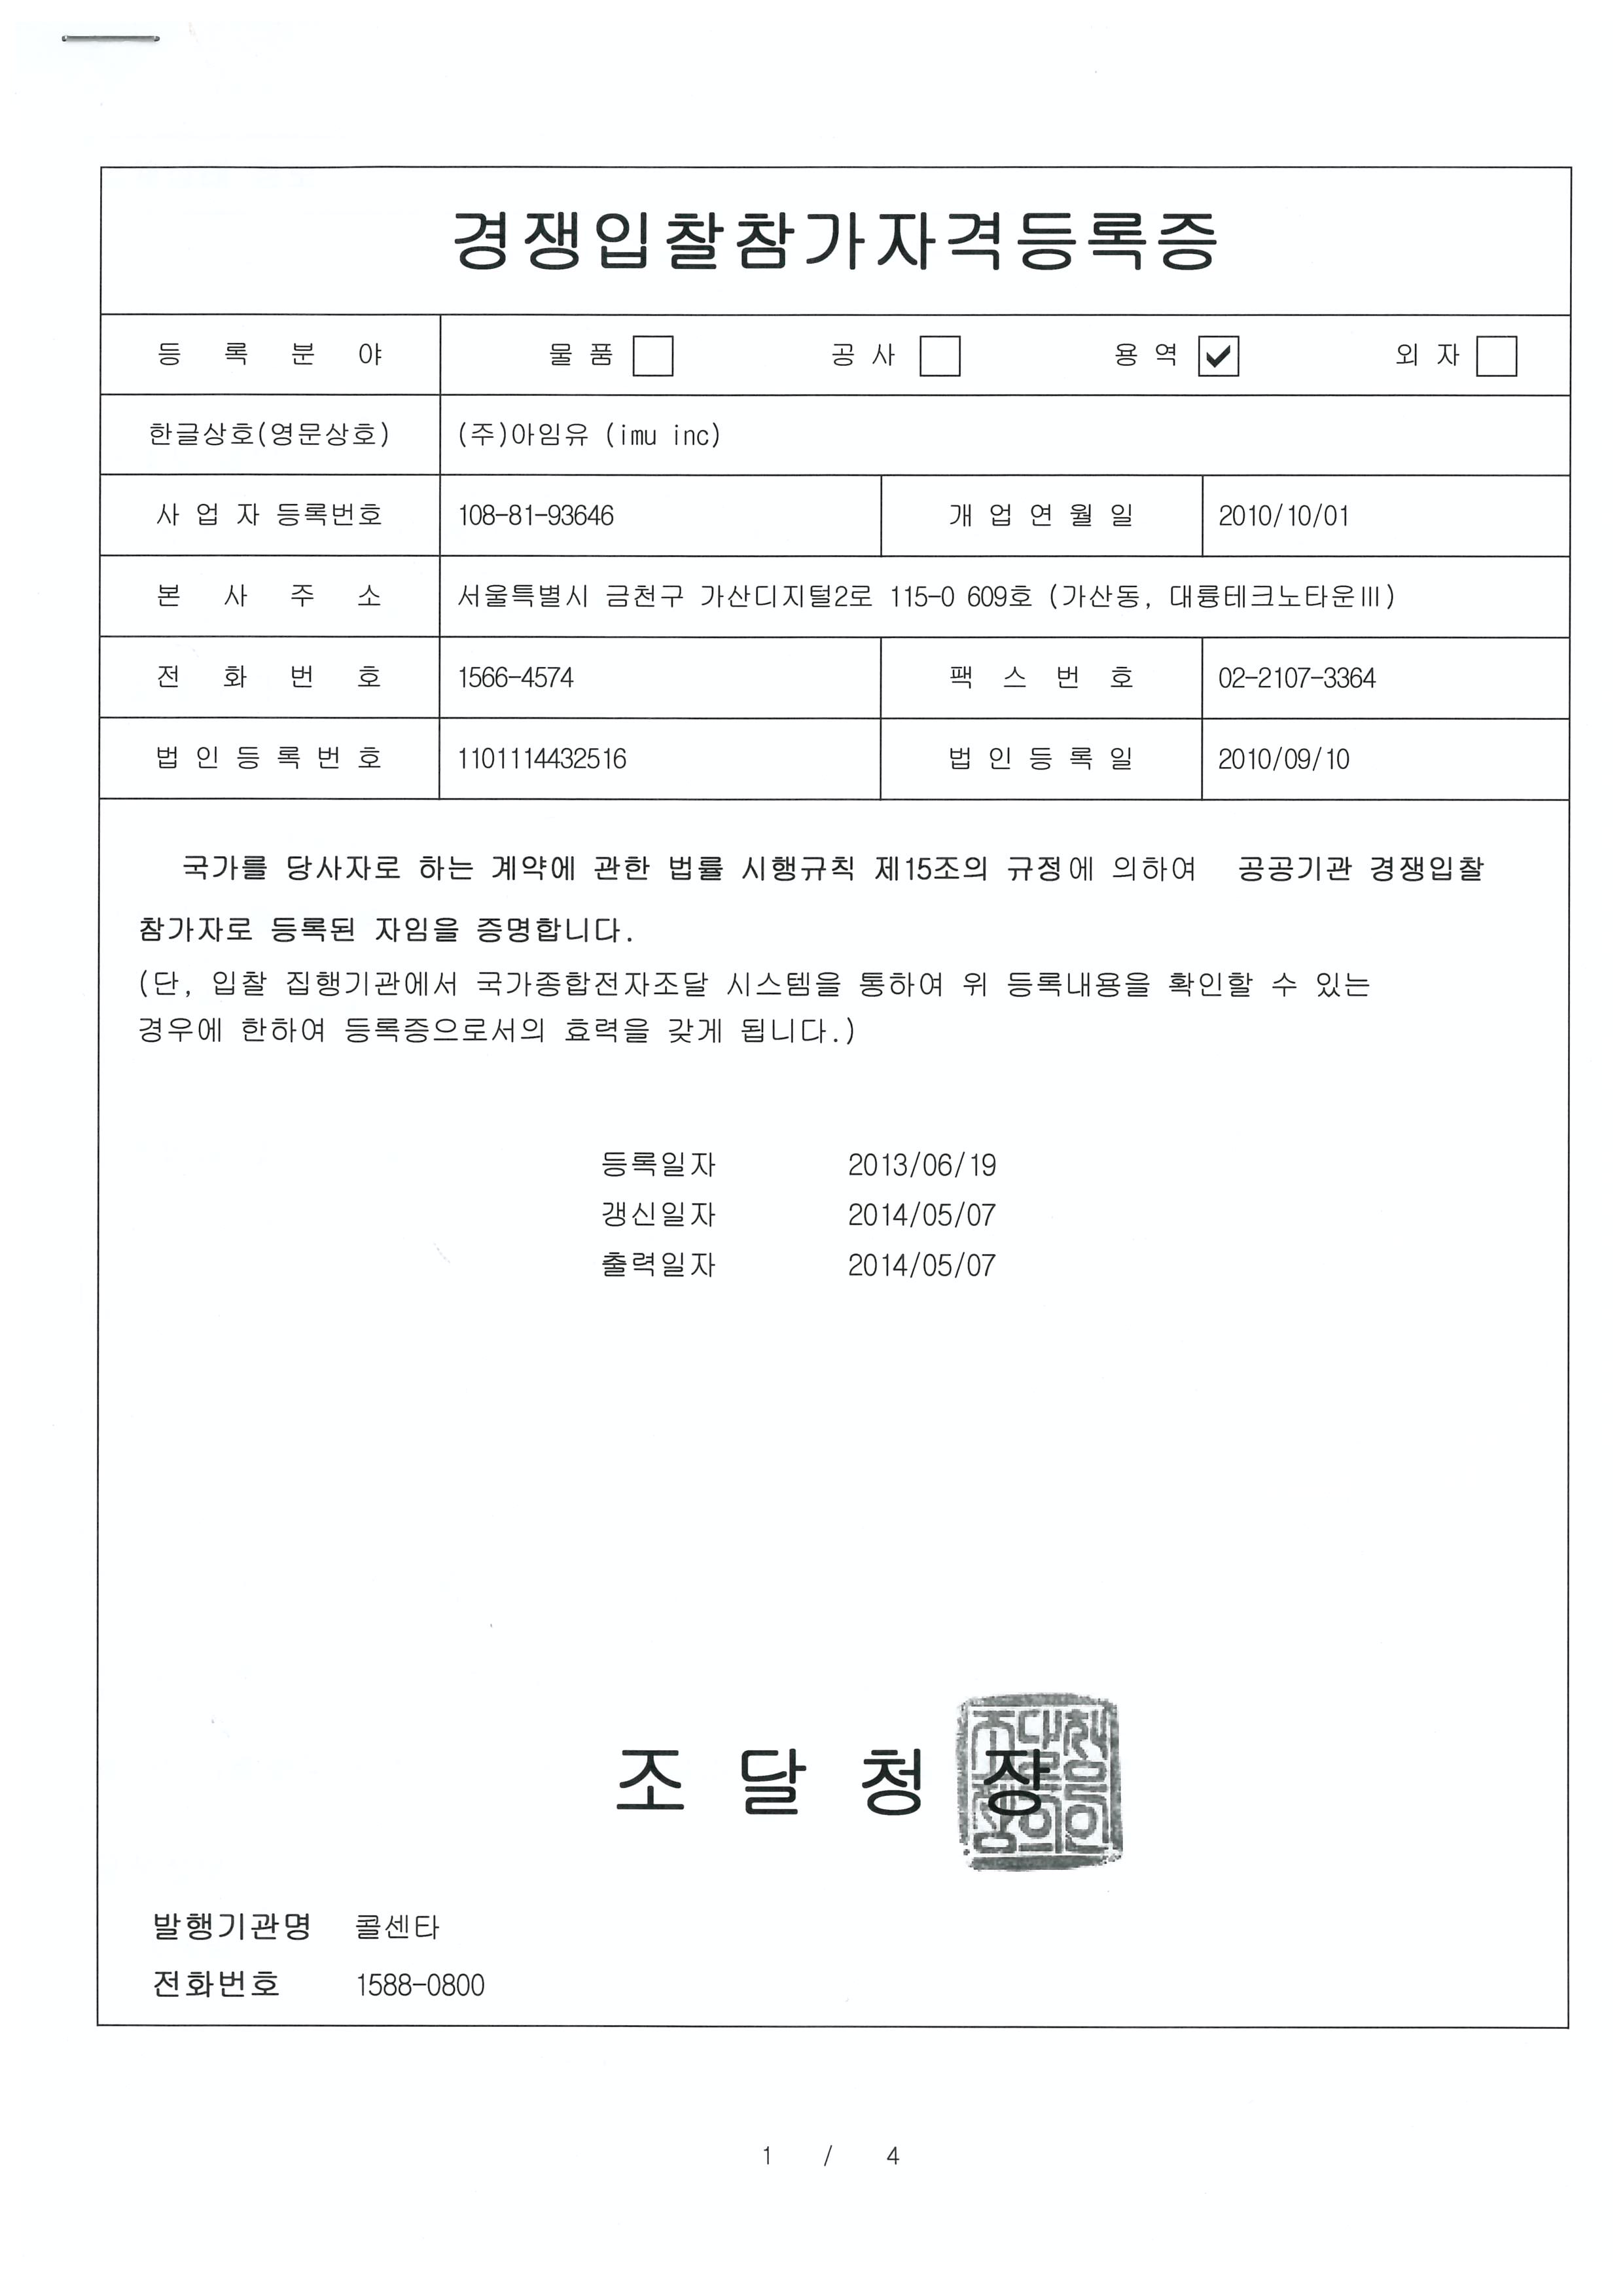 경쟁입찰참가자격등록증
등 록 분 야 물 품 공 사 용 역 ✔ 외 자
한글상호(영문상호) (주)아임유 (imu inc)
사 업 자 등록번호 108-81-93646 개 업 연 월 일 2010/10/01
본 사 주 소 서울특별시 금천구 가산디지털2로 115-0 609호 (가산동, 대륭테크노타운Ⅲ)
전 화 번 호 1566-4574 팩 스 번 호 02-2107-3364
법 인 등 록 번 호 1101114432516 법 인 등 록 일 2010/09/10
국가를 당사자로 하는 계약에 관한 법률 시행규칙 제15조의 규정에 의하여 공공기관 경쟁입찰
참가자로 등록된 자임을 증명합니다.
(단, 입찰 집행기관에서 국가종합전자조달 시스템을 통하여 위 등록내용을 확인할 수 있는
경우에 한하여 등록증으로서의 효력을 갖게 됩니다.)
등록일자 2013/06/19
갱신일자 2014/05/07
출력일자 2014/05/07
조 달 청 장
조달청장의인
발행기관명 콜센타
전화번호 1588-0800
1 / 4